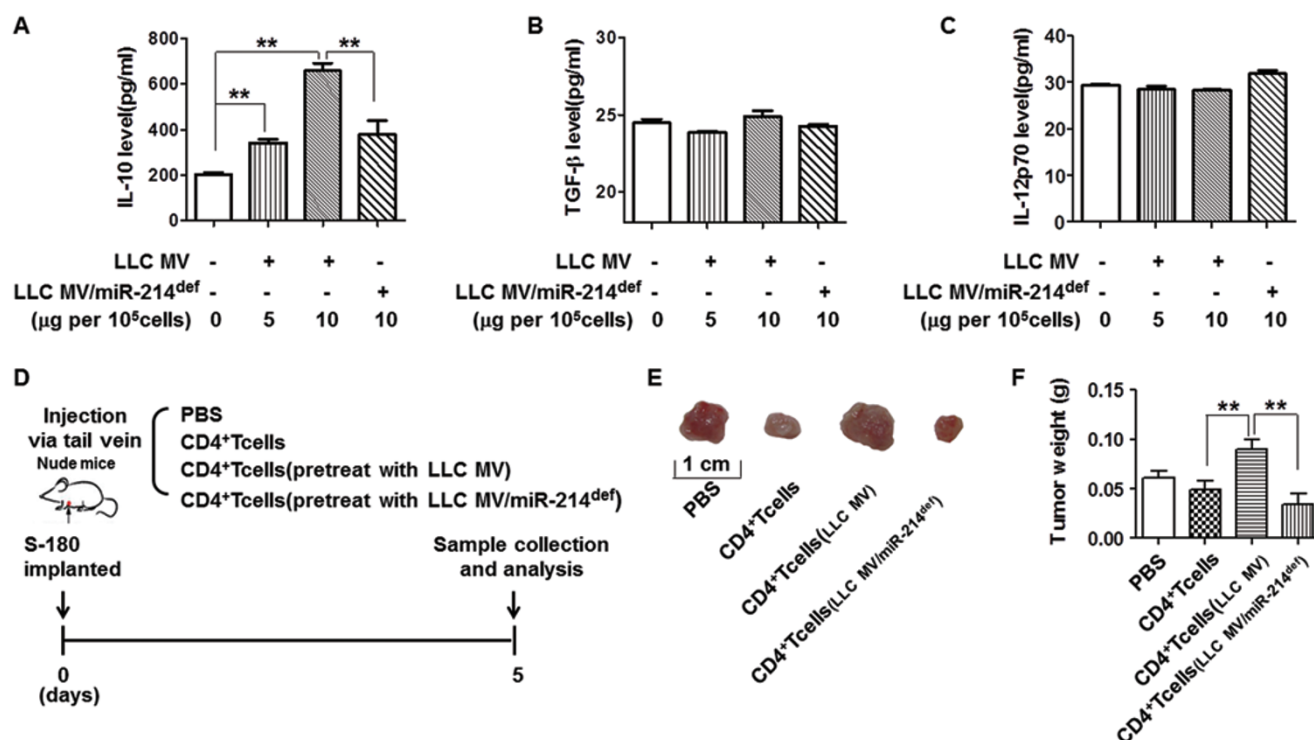 A
IL-10 level(pg/ml)
800
600
400
200
0
**
**
**
LLC MV - + + -
LLC MV/miR-214def - - - +
(μg per 10⁵cells) 0 5 10 10
B
TGF-β level(pg/ml)
30
25
20
LLC MV - + + -
LLC MV/miR-214def - - - +
(μg per 10⁵cells) 0 5 10 10
C
IL-12p70 level(pg/ml)
40
30
20
10
0
LLC MV - + + -
LLC MV/miR-214def - - - +
(μg per 10⁵cells) 0 5 10 10
D
Injection
via tail vein
Nude mice
PBS
CD4⁺Tcells
CD4⁺Tcells(pretreat with LLC MV)
CD4⁺Tcells(pretreat with LLC MV/miR-214def)
S-180
implanted
Sample collection
and analysis
0
5
(days)
E
1 cm
PBS
CD4⁺Tcells
CD4⁺Tcells(LLC MV)
CD4⁺Tcells(LLC MV/miR-214def)
F
Tumor weight (g)
0.15
0.10
0.05
0.00
**
**
PBS
CD4⁺Tcells
CD4⁺Tcells(LLC MV)
CD4⁺Tcells(LLC MV/miR-214def)